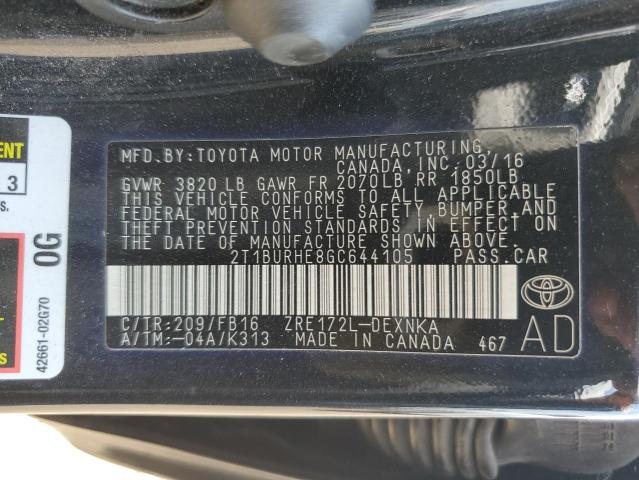 MFD.BY:TOYOTA MOTOR MANUFACTURING
CANADA, INC. 03/16
GVWR 3820 LB GAWR FR 2070LB RR 1850LB
THIS VEHICLE CONFORMS TO ALL APPLICABLE
FEDERAL MOTOR VEHICLE SAFETY, BUMPER, AND
THEFT PREVENTION STANDARDS IN EFFECT ON
THE DATE OF MANUFACTURE SHOWN ABOVE.
2T1BURHE8GC644105 PASS.CAR
C/TR:209/FB16 ZRE172L-DEXNKA
A/TM:-04A/K313 MADE IN CANADA 467
AD
TOYOTA
0G
42661-02G70
3